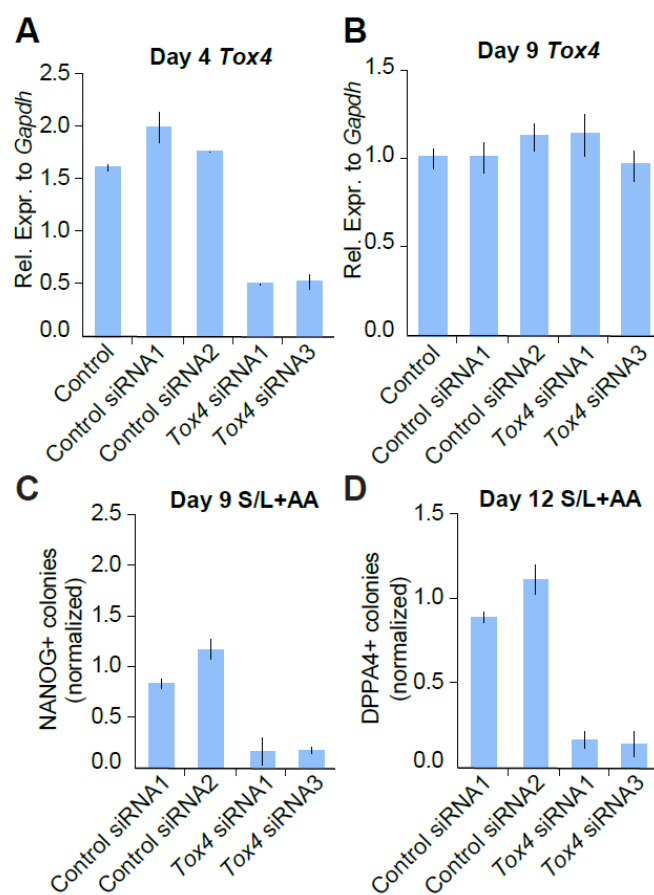 A
Day 4 Tox4
Rel. Expr. to Gapdh
2.5
2.0
1.5
1.0
0.5
0.0
Control
Control siRNA1
Control siRNA2
Tox4 siRNA1
Tox4 siRNA3
B
Day 9 Tox4
Rel. Expr. to Gapdh
1.5
1.0
0.5
0.0
Control
Control siRNA1
Control siRNA2
Tox4 siRNA1
Tox4 siRNA3
C
Day 9 S/L+AA
NANOG+ colonies
(normalized)
2.5
2.0
1.5
1.0
0.5
0.0
Control siRNA1
Control siRNA2
Tox4 siRNA1
Tox4 siRNA3
D
Day 12 S/L+AA
DPPA4+ colonies
(normalized)
1.5
1.0
0.5
0.0
Control siRNA1
Control siRNA2
Tox4 siRNA1
Tox4 siRNA3